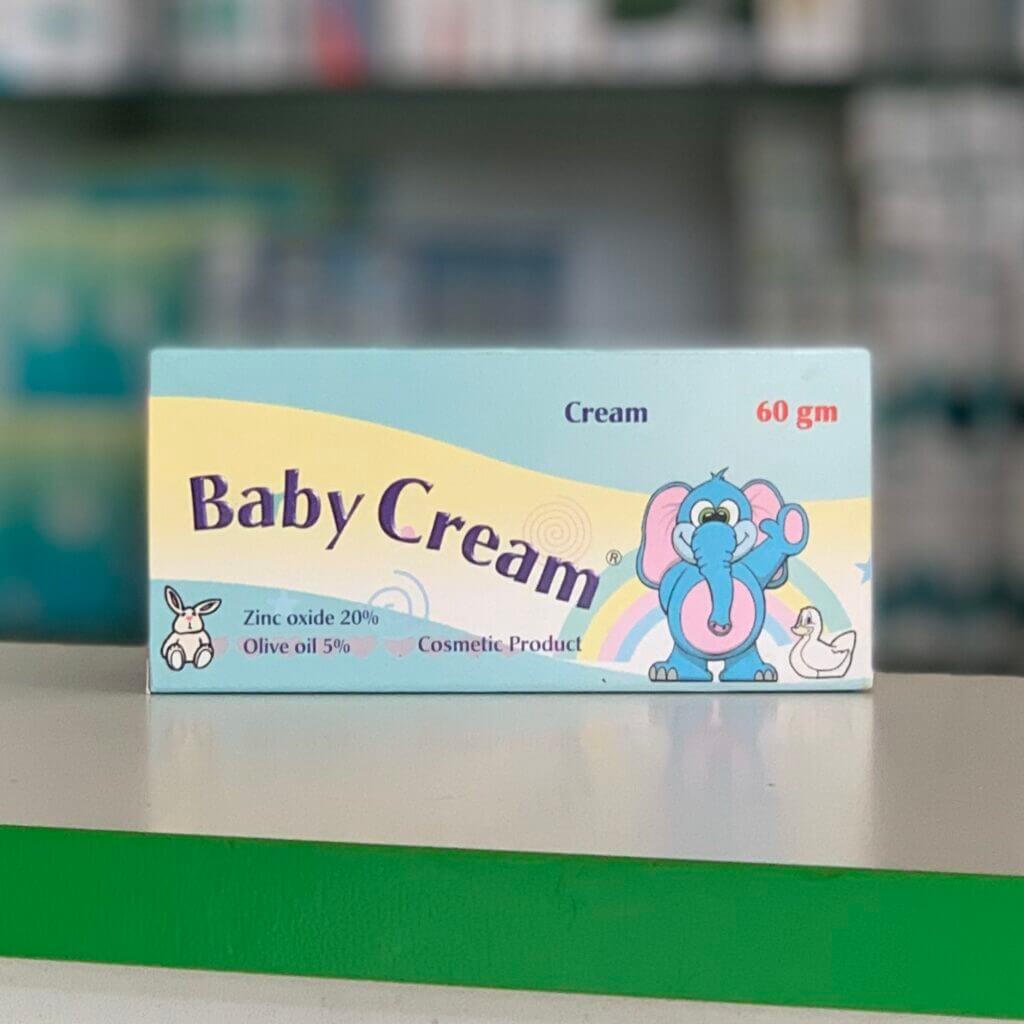 Cream 60 gm
Baby Cream ®
Zinc oxide 20%
Olive oil 5% Cosmetic Product